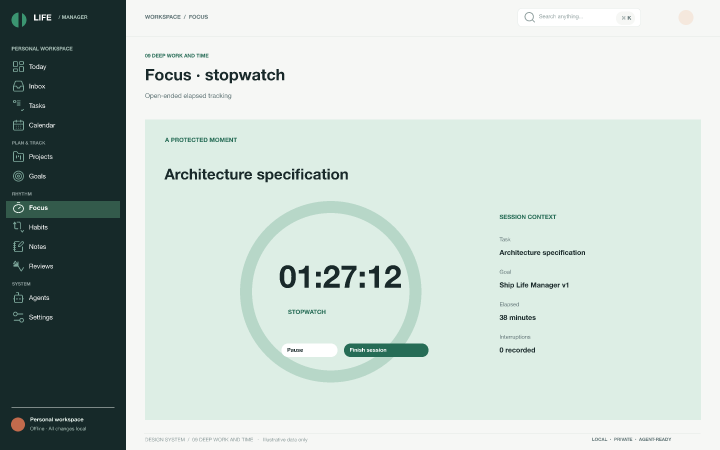 LIFE / MANAGER
PERSONAL WORKSPACE
Today
Inbox
Tasks
Calendar
PLAN & TRACK
Projects
Goals
RHYTHM
Focus
Habits
Notes
Reviews
SYSTEM
Agents
Settings
Personal workspace
Offline · All changes local
WORKSPACE / FOCUS
Search anything...
⌘ K
09 DEEP WORK AND TIME
Focus · stopwatch
Open-ended elapsed tracking
A PROTECTED MOMENT
Architecture specification
01:27:12
STOPWATCH
Pause
Finish session
SESSION CONTEXT
Task
Architecture specification
Goal
Ship Life Manager v1
Elapsed
38 minutes
Interruptions
0 recorded
DESIGN SYSTEM / 09 DEEP WORK AND TIME · Illustrative data only
LOCAL · PRIVATE · AGENT-READY